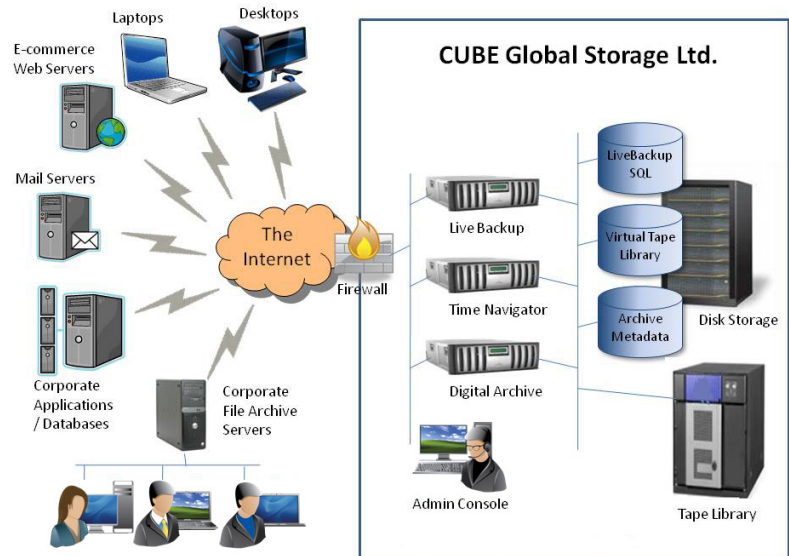 Laptops
Desktops
E-commerce
Web Servers
Mail Servers
Corporate
Applications
/ Databases
Corporate
File Archive
Servers
The
Internet
Firewall
CUBE Global Storage Ltd.
Live Backup
Time Navigator
Digital Archive
Admin Console
LiveBackup
SQL
Virtual Tape
Library
Archive
Metadata
Disk Storage
Tape Library